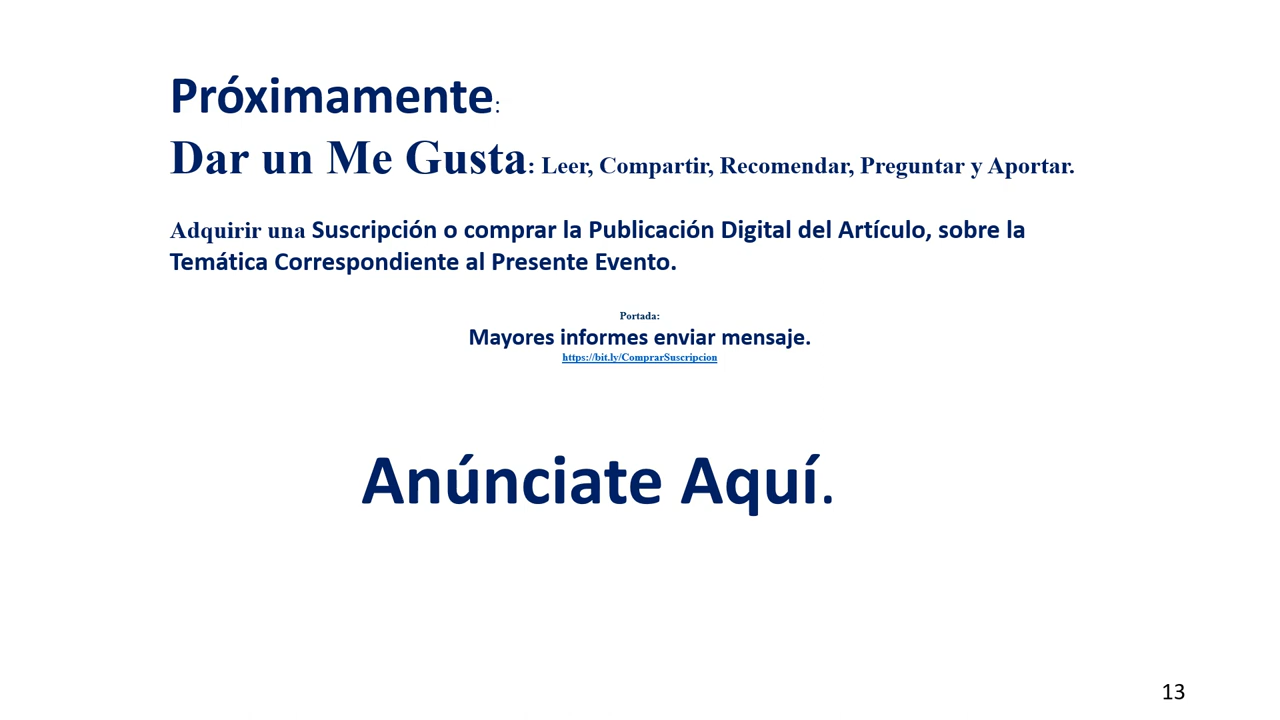 Próximamente:
Dar un Me Gusta: Leer, Compartir, Recomendar, Preguntar y Aportar.
Adquirir una Suscripción o comprar la Publicación Digital del Artículo, sobre la
Temática Correspondiente al Presente Evento.
Portada:
Mayores informes enviar mensaje.
https://bit.ly/ComprarSuscripcion
Anúnciate Aquí.
13